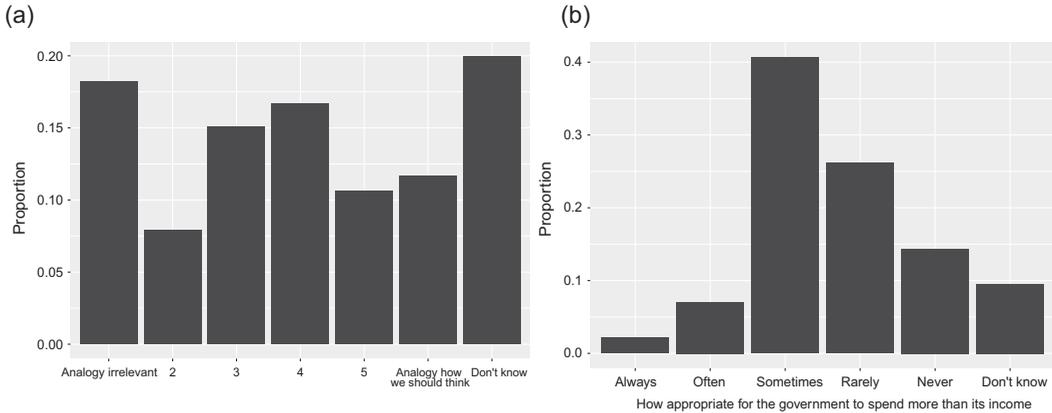 (a)
Proportion
0.20
0.15
0.10
0.05
0.00
Analogy irrelevant 2 3 4 5 Analogy how we should think Don't know
(b)
Proportion
0.4
0.3
0.2
0.1
0.0
Always Often Sometimes Rarely Never Don't know
How appropriate for the government to spend more than its income